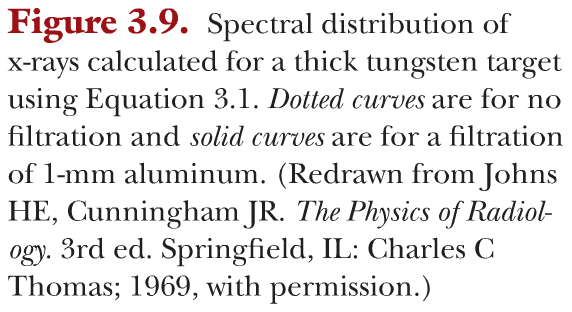 Figure 3.9. Spectral distribution of
x-rays calculated for a thick tungsten target
using Equation 3.1. Dotted curves are for no
filtration and solid curves are for a filtration
of 1-mm aluminum. (Redrawn from Johns
HE, Cunningham JR. The Physics of Radiol-
ogy. 3rd ed. Springfield, IL: Charles C
Thomas; 1969, with permission.)